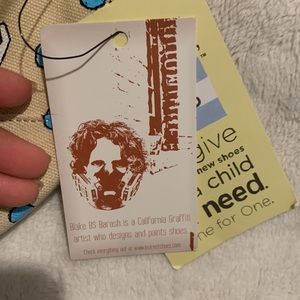 Blake BS Barash is a California Graffiti
artist who designs and paints shoes.
Check everything out at
give
new shoes
a child
need.
ne for One.